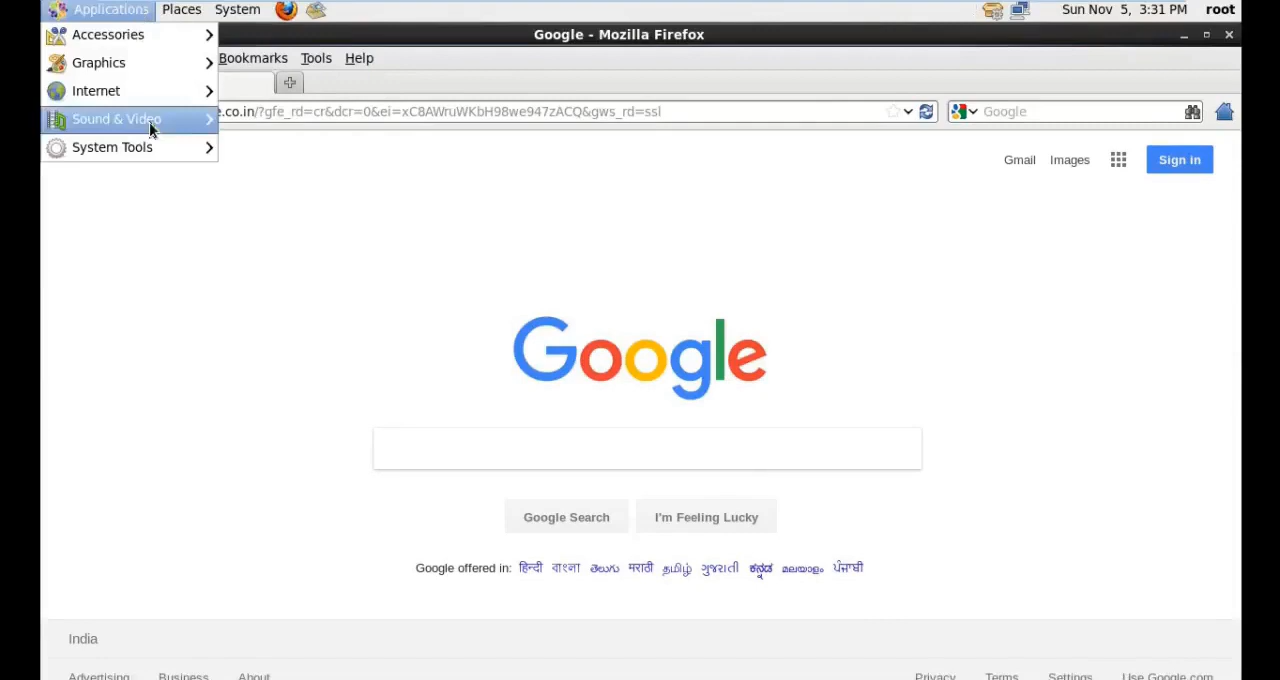 Applications Places System Sun Nov 5, 3:31 PM root
Accessories
Graphics
Internet
Sound & Video
System Tools
Google - Mozilla Firefox
Bookmarks Tools Help
e.co.in/?gfe_rd=cr&dcr=0&ei=xC8AWruWKbH98we947zACQ&gws_rd=ssl
Google
Gmail Images Sign in
Google
Google Search I'm Feeling Lucky
Google offered in: हिन्दी বাংলা తెలుగు मराठी தமிழ் ગુજરાતી ಕನ್ನಡ മലയാളം ਪੰਜਾਬੀ
India
Advertising Business About Privacy Terms Settings Use Google.com